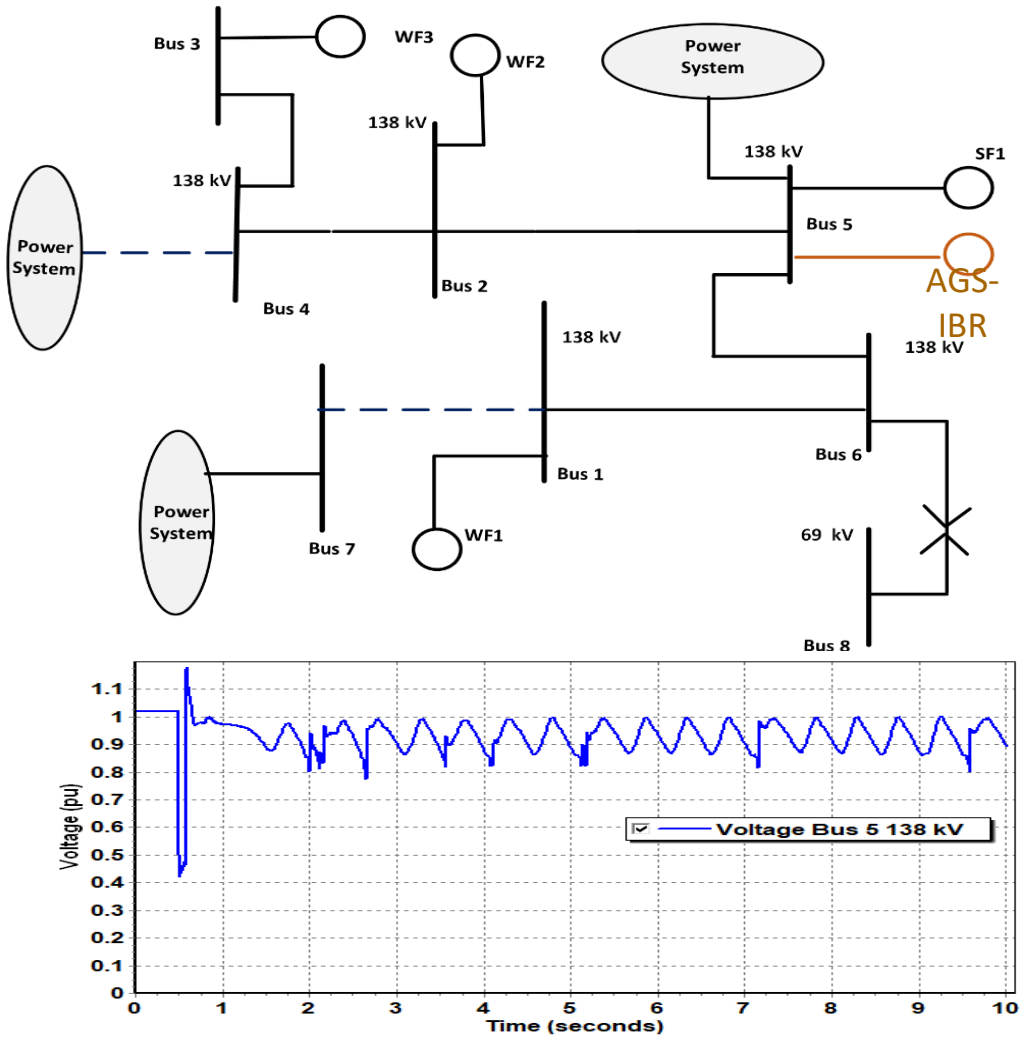 Bus 3
WF3
WF2
Power
System
138 kV
138 kV
SF1
138 kV
Bus 5
Power
System
Bus 4
Bus 2
AGS-
IBR
138 kV
138 kV
Bus 6
Bus 1
Power
System
Bus 7
WF1
69 kV
Bus 8
1.1
1
0.9
0.8
0.7
0.6
0.5
0.4
0.3
0.2
0.1
0
Voltage (pu)
Voltage Bus 5 138 kV
0 1 2 3 4 5 6 7 8 9 10
Time (seconds)